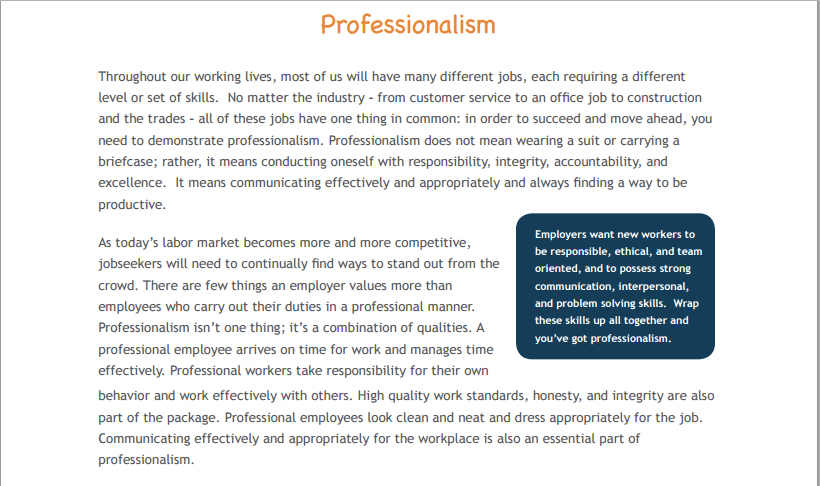 Professionalism
Throughout our working lives, most of us will have many different jobs, each requiring a different
level or set of skills.  No matter the industry – from customer service to an office job to construction
and the trades – all of these jobs have one thing in common: in order to succeed and move ahead, you
need to demonstrate professionalism. Professionalism does not mean wearing a suit or carrying a
briefcase; rather, it means conducting oneself with responsibility, integrity, accountability, and
excellence.  It means communicating effectively and appropriately and always finding a way to be
productive.
As today's labor market becomes more and more competitive,
jobseekers will need to continually find ways to stand out from the
crowd. There are few things an employer values more than
employees who carry out their duties in a professional manner.
Professionalism isn't one thing; it's a combination of qualities. A
professional employee arrives on time for work and manages time
effectively. Professional workers take responsibility for their own
behavior and work effectively with others. High quality work standards, honesty, and integrity are also
part of the package. Professional employees look clean and neat and dress appropriately for the job.
Communicating effectively and appropriately for the workplace is also an essential part of
professionalism.
Employers want new workers to
be responsible, ethical, and team
oriented, and to possess strong
communication, interpersonal,
and problem solving skills.  Wrap
these skills up all together and
you've got professionalism.